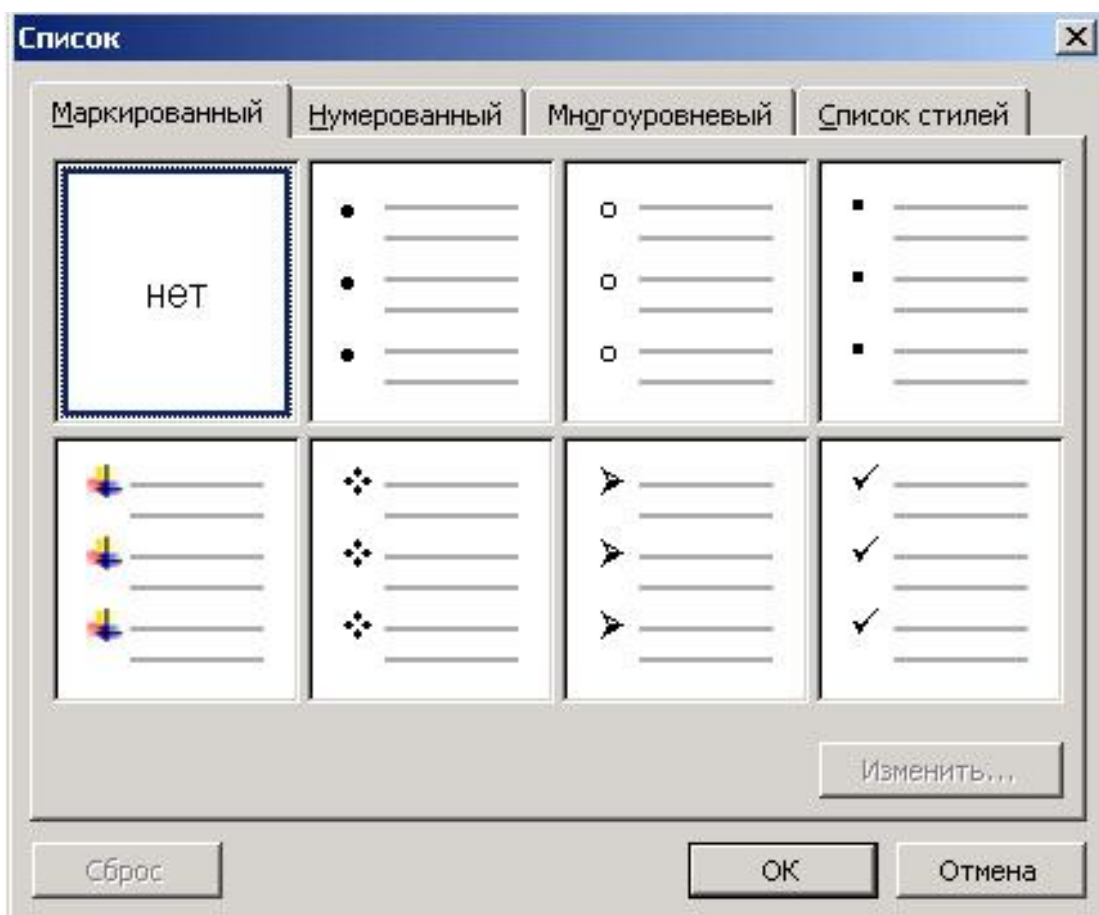 Список
Маркированный Нумерованный Многоуровневый Список стилей
нет
Изменить...
Сброс ОК Отмена